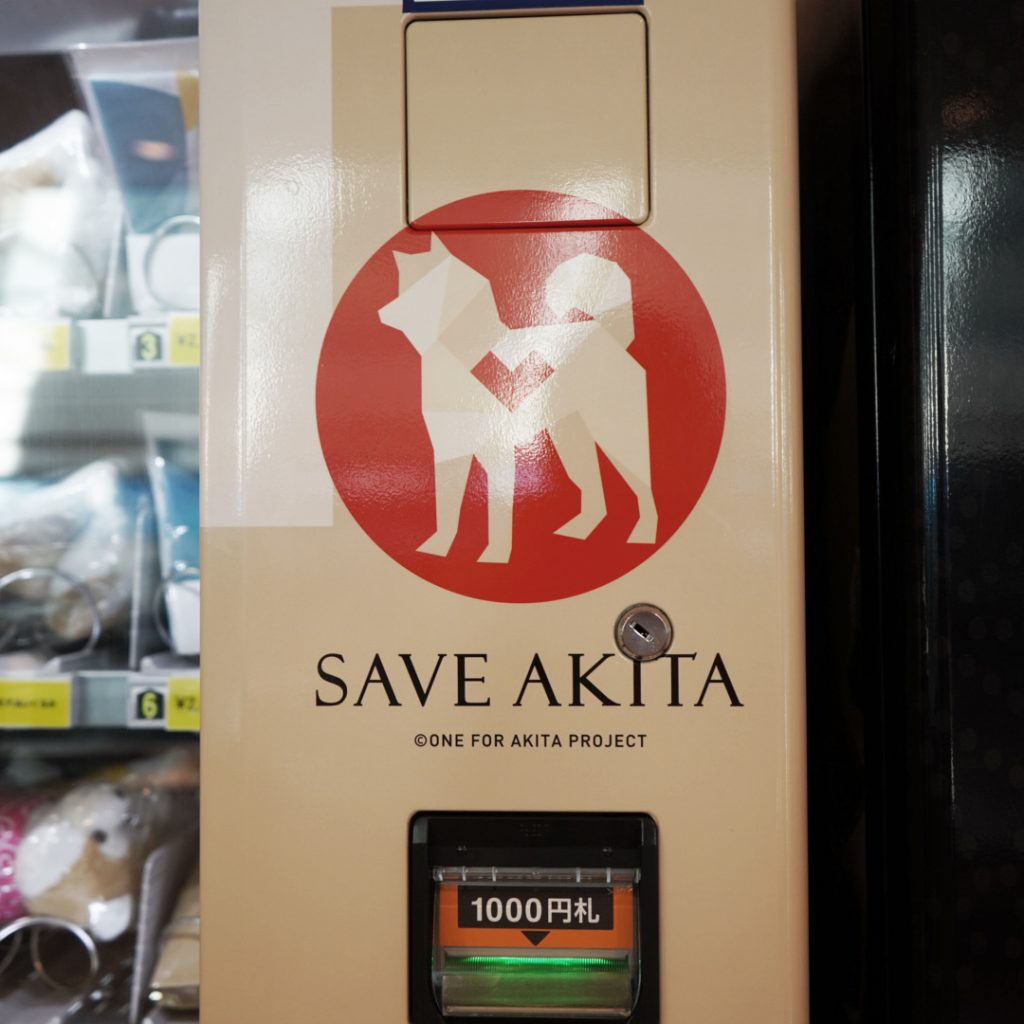 3
SAVE AKITA
6
©ONE FOR AKITA PROJECT
1000円札